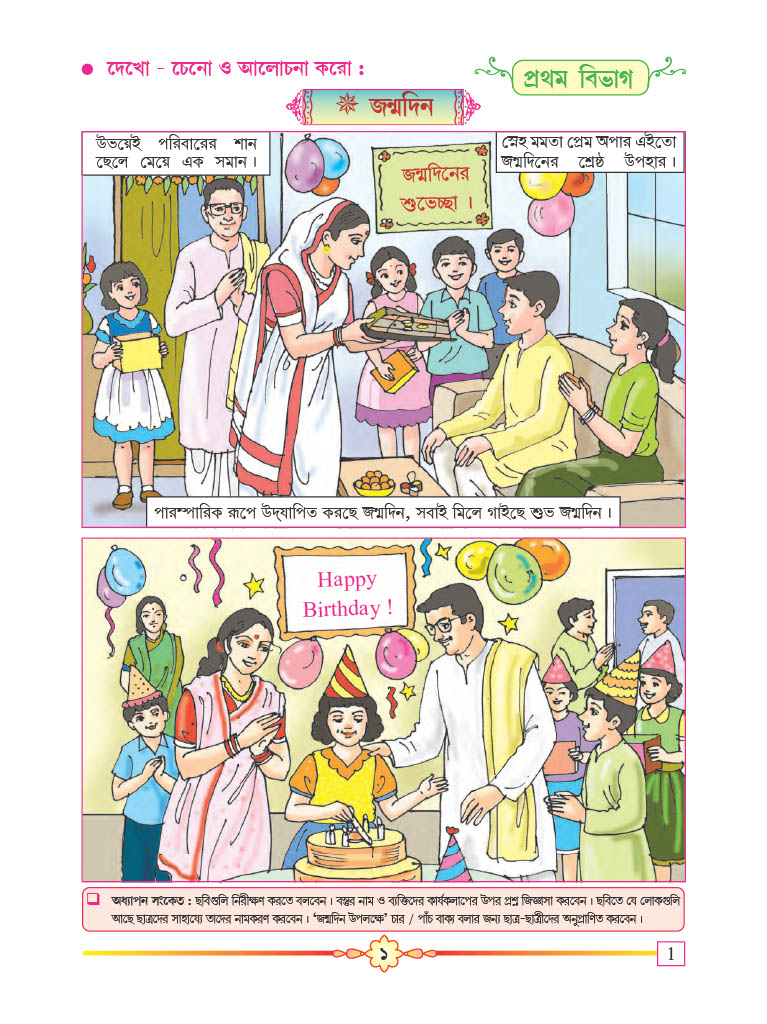 ● দেখো - চেনো ও আলোচনা করো :
প্রথম বিভাগ
জন্মদিন
উভয়েই পরিবারের শান
ছেলে মেয়ে এক সমান।
স্নেহ মমতা প্রেম অপার এইতো
জন্মদিনের শ্রেষ্ঠ উপহার।
জন্মদিনের
শুভেচ্ছা।
পারস্পারিক রূপে উদ্‌যাপিত করছে জন্মদিন, সবাই মিলে গাইছে শুভ জন্মদিন।
Happy
Birthday !
❑ অধ্যাপন সংকেত : ছবিগুলি নিরীক্ষণ করতে বলবেন। বস্তুর নাম ও ব্যক্তিদের কার্যকলাপের উপর প্রশ্ন জিজ্ঞাসা করবেন। ছবিতে যে লোকগুলি
আছে ছাত্রদের সাহায্যে তাদের নামকরণ করবেন। ‘জন্মদিন উপলক্ষে’ চার / পাঁচ বাক্য বলার জন্য ছাত্র-ছাত্রীদের অনুপ্রাণিত করবেন।
১
1